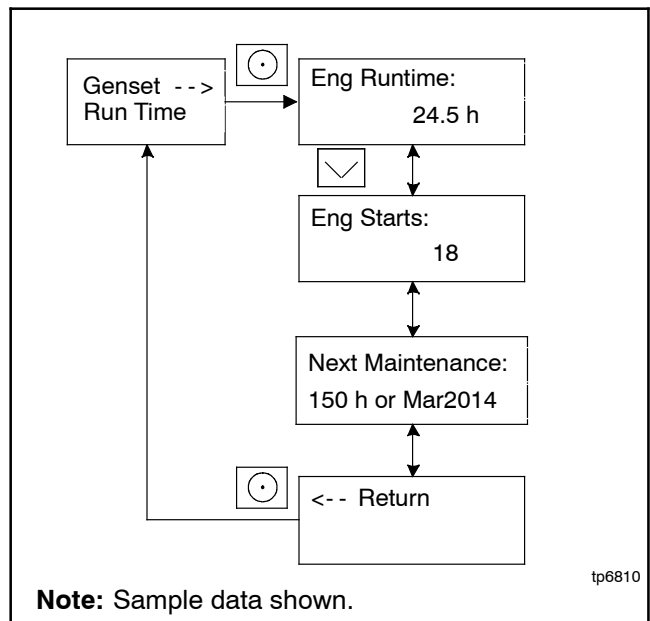 Genset -->
Run Time
Eng Runtime:
24.5 h
Eng Starts:
18
Next Maintenance:
150 h or Mar2014
<-- Return
tp6810
Note: Sample data shown.